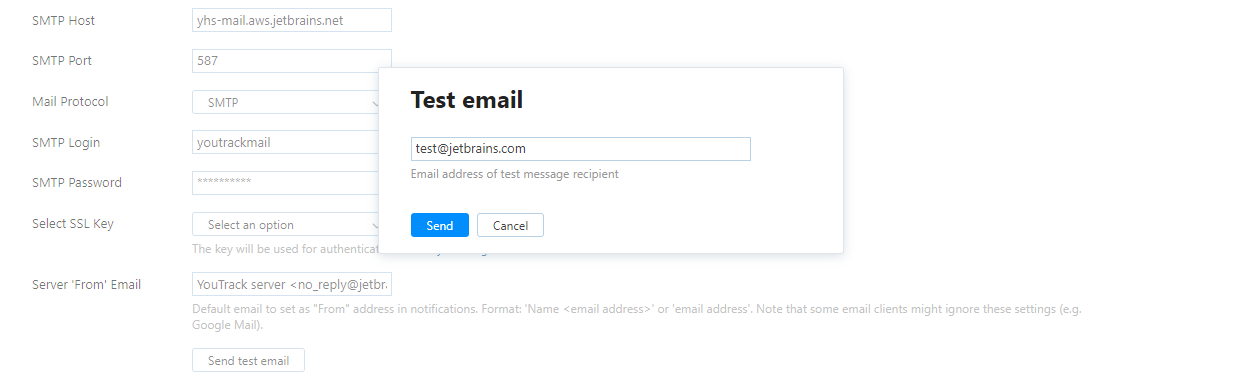 SMTP Host
yhs-mail.aws.jetbrains.net
SMTP Port
587
Mail Protocol
SMTP
SMTP Login
youtrackmail
SMTP Password
**********
Select SSL Key
Select an option
The key will be used for
Server 'From' Email
YouTrack server <no_reply@jetbr
Default email to set as "From" address in notifications. Format: 'Name <email address>' or 'email address'. Note that some email clients might ignore these settings (e.g.
Google Mail).
Send test email
Test email
test@jetbrains.com
Email address of test message recipient
Send
Cancel